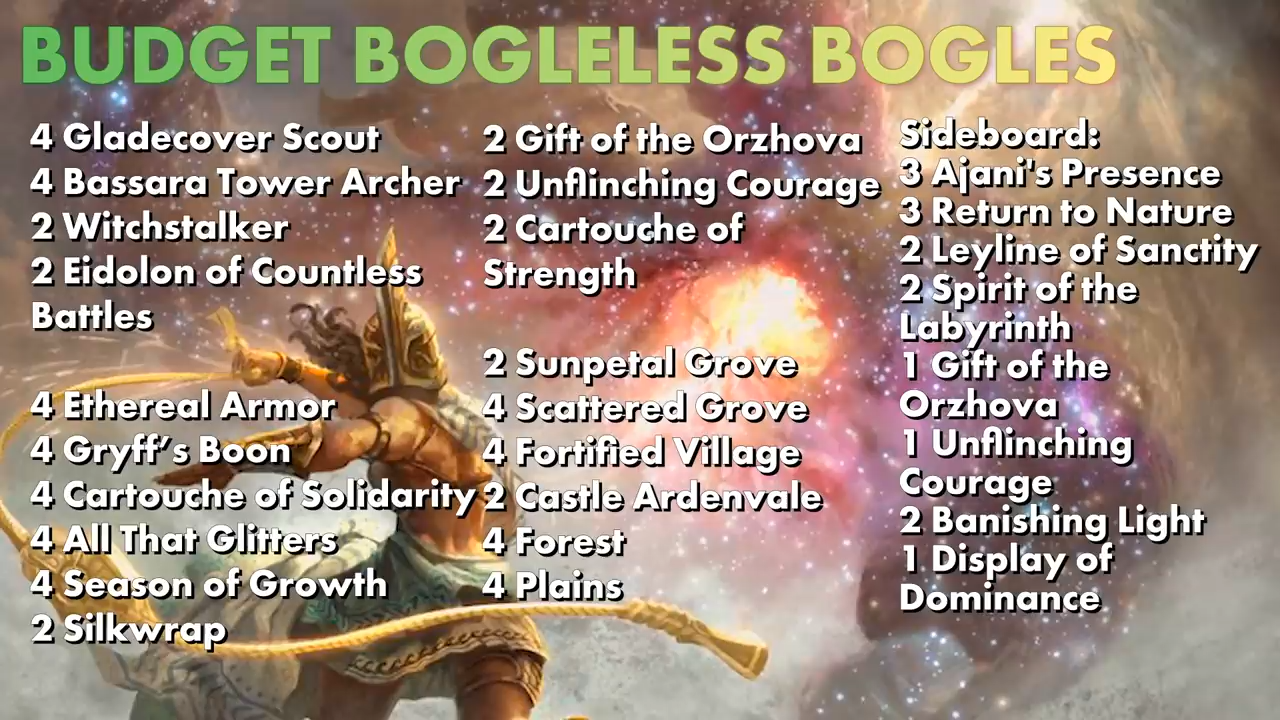 BUDGET BOGLELESS BOGLES
4 Gladecover Scout
4 Bassara Tower Archer
2 Witchstalker
2 Eidolon of Countless
Battles
4 Ethereal Armor
4 Gryff’s Boon
4 Cartouche of Solidarity
4 All That Glitters
4 Season of Growth
2 Silkwrap
2 Gift of the Orzhova
2 Unflinching Courage
2 Cartouche of
Strength
2 Sunpetal Grove
4 Scattered Grove
4 Fortified Village
2 Castle Ardenvale
4 Forest
4 Plains
Sideboard:
3 Ajani's Presence
3 Return to Nature
2 Leyline of Sanctity
2 Spirit of the
Labyrinth
1 Gift of the
Orzhova
1 Unflinching
Courage
2 Banishing Light
1 Display of
Dominance